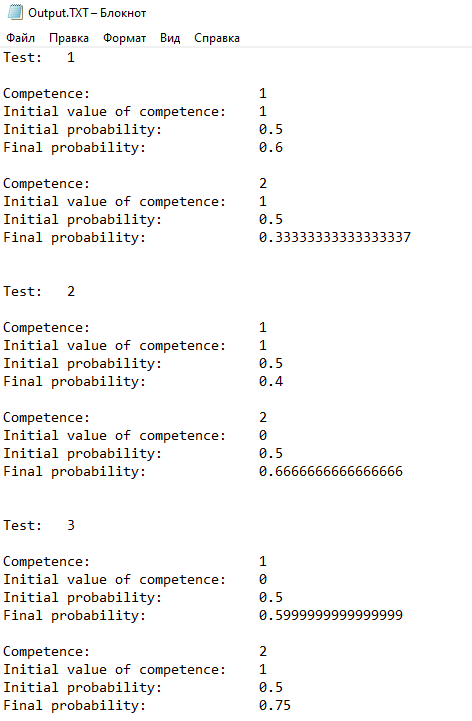 Output.TXT – Блокнот
Файл Правка Формат Вид Справка
Test: 1
Competence: 1
Initial value of competence: 1
Initial probability: 0.5
Final probability: 0.6
Competence: 2
Initial value of competence: 1
Initial probability: 0.5
Final probability: 0.33333333333333337
Test: 2
Competence: 1
Initial value of competence: 1
Initial probability: 0.5
Final probability: 0.4
Competence: 2
Initial value of competence: 0
Initial probability: 0.5
Final probability: 0.6666666666666666
Test: 3
Competence: 1
Initial value of competence: 0
Initial probability: 0.5
Final probability: 0.5999999999999999
Competence: 2
Initial value of competence: 1
Initial probability: 0.5
Final probability: 0.75